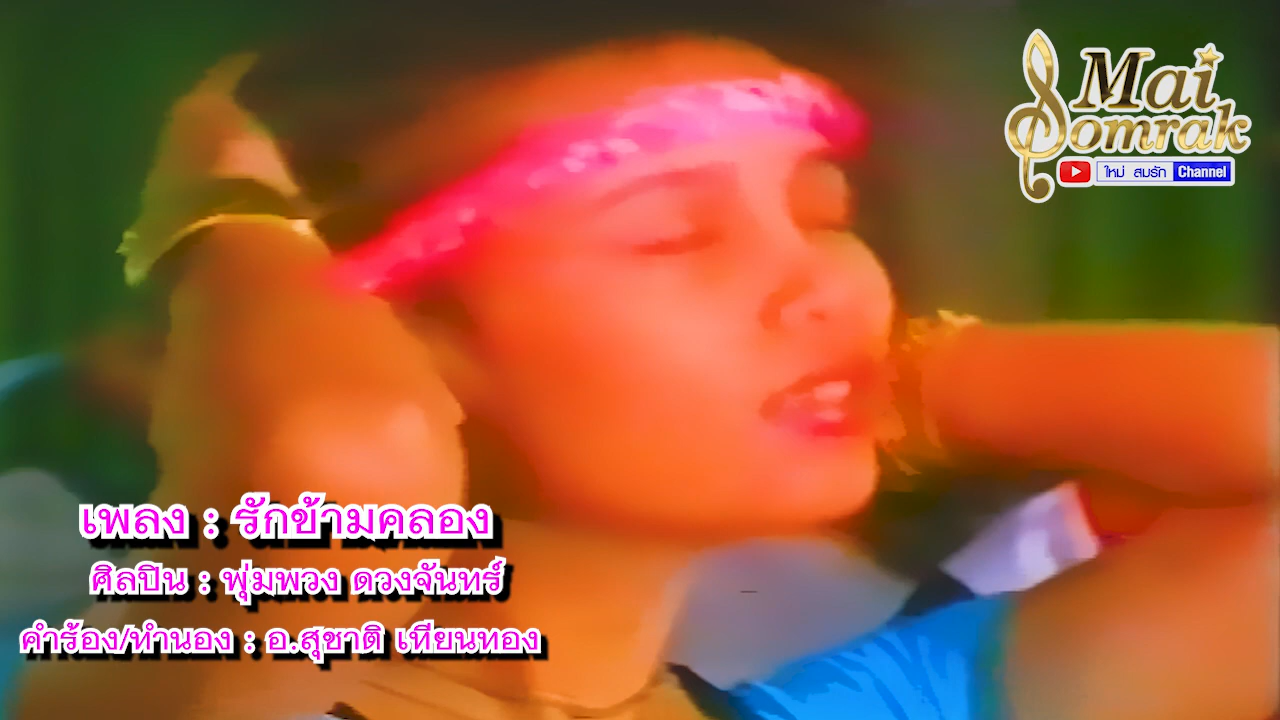 Mai
Somrak
ใหม่ สมรัก Channel
เพลง : รักข้ามคลอง
ศิลปิน : พุ่มพวง ดวงจันทร์
คำร้อง/ทำนอง : อ.สุชาติ เทียนทอง